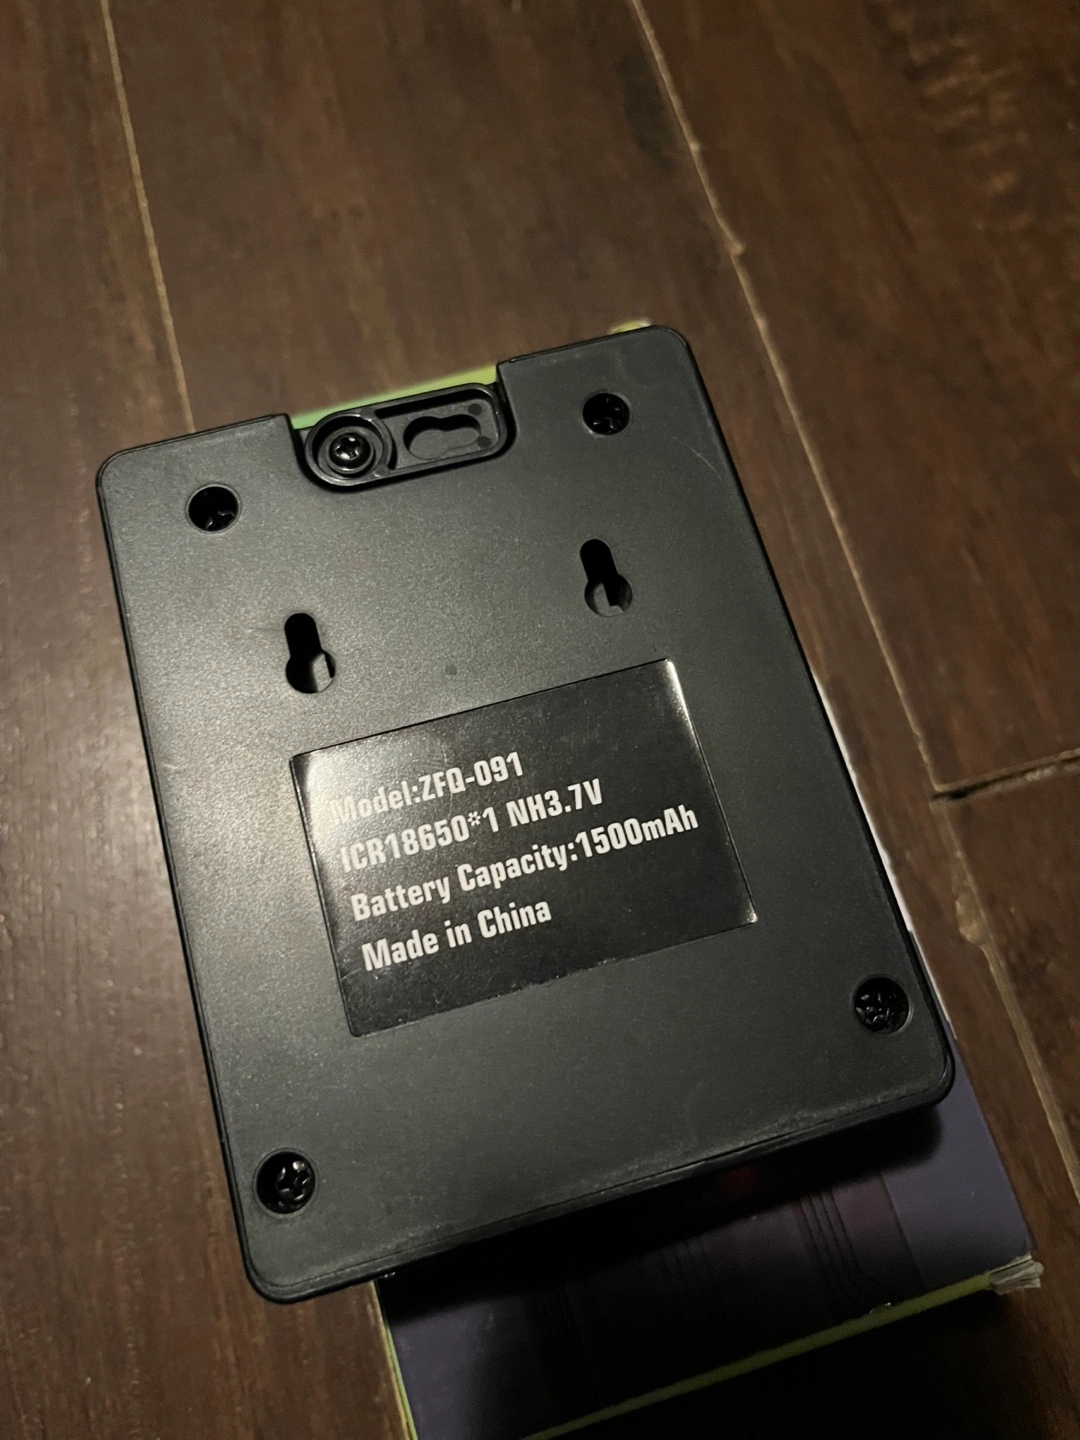 Model:ZFQ-091
ICR18650*1 NH3.7V
Battery Capacity:1500mAh
Made in China